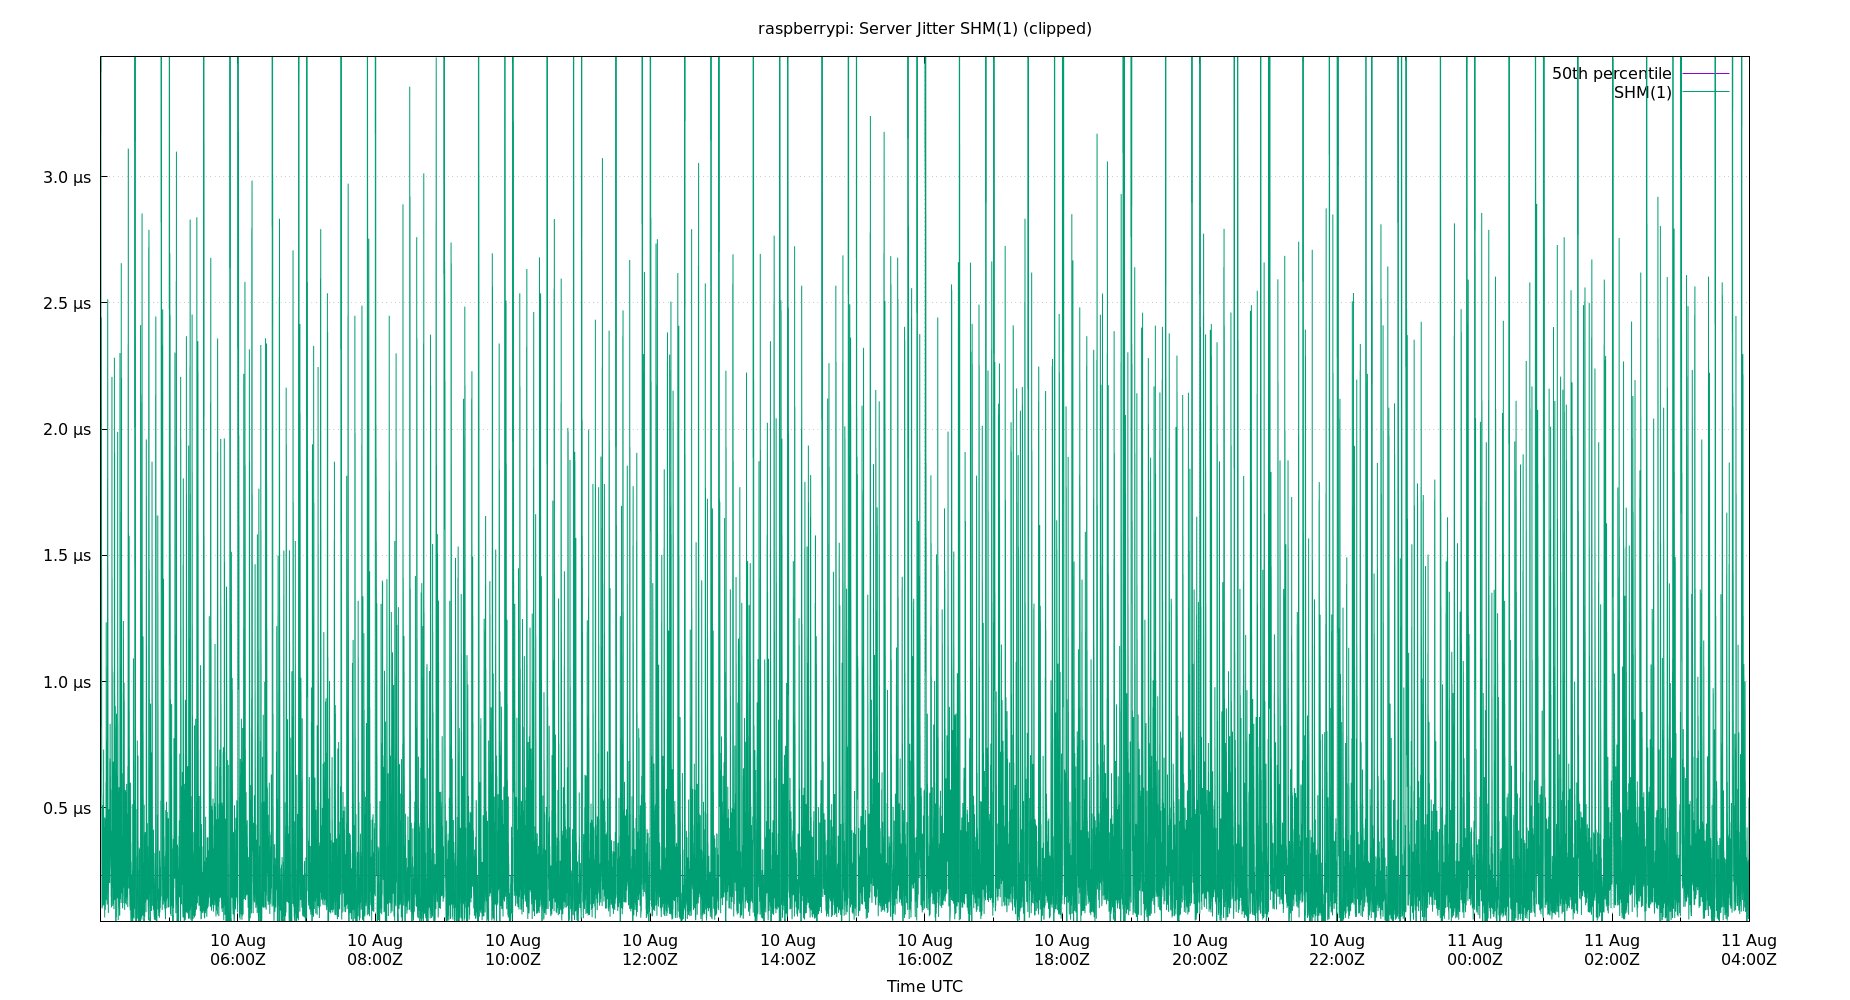 raspberrypi: Server Jitter SHM(1) (clipped)
50th percentile
SHM(1)
3.0 µs
2.5 µs
2.0 µs
1.5 µs
1.0 µs
0.5 µs
10 Aug 10 Aug 10 Aug 10 Aug 10 Aug 10 Aug 10 Aug 10 Aug 10 Aug 11 Aug 11 Aug 11 Aug
06:00Z 08:00Z 10:00Z 12:00Z 14:00Z 16:00Z 18:00Z 20:00Z 22:00Z 00:00Z 02:00Z 04:00Z
Time UTC